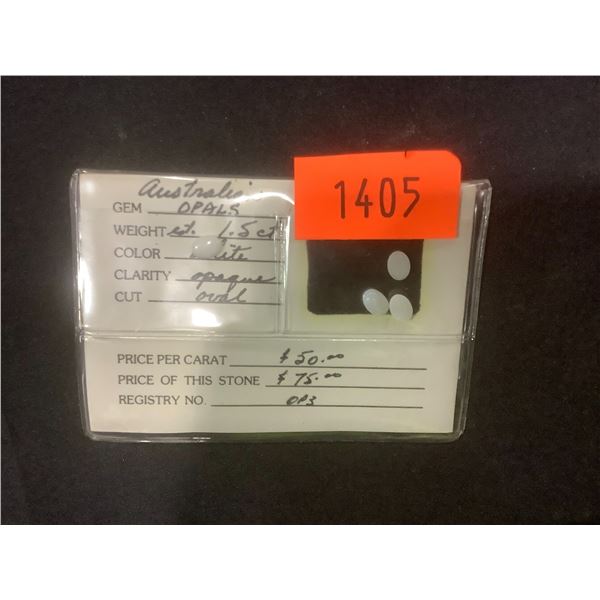 1405
Australian
GEM OPALS
WEIGHT et. 1.5 ct
COLOR
CLARITY opaque
CUT oval
PRICE PER CARAT $50.00
PRICE OF THIS STONE $75.00
REGISTRY NO. OP3